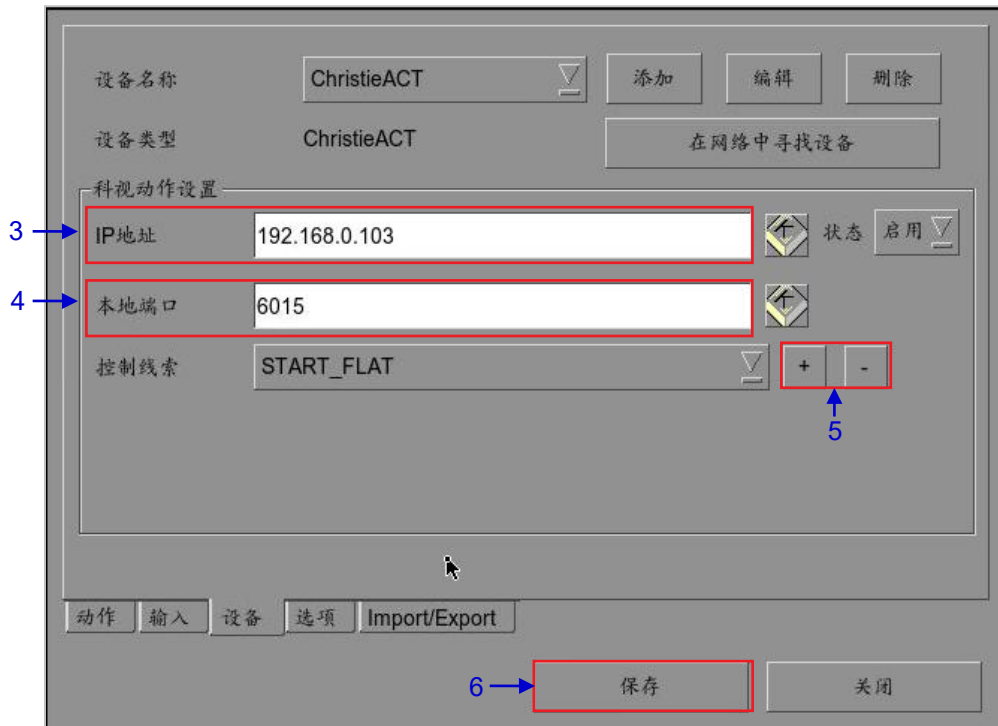 设备名称 ChristieACT 添加 编辑 删除
设备类型 ChristieACT 在网络中寻找设备
科视动作设置
3 IP地址 192.168.0.103 状态 启用
4 本地端口 6015
控制线索 START_FLAT + -
5
动作 输入 设备 选项 Import/Export
6 保存 关闭